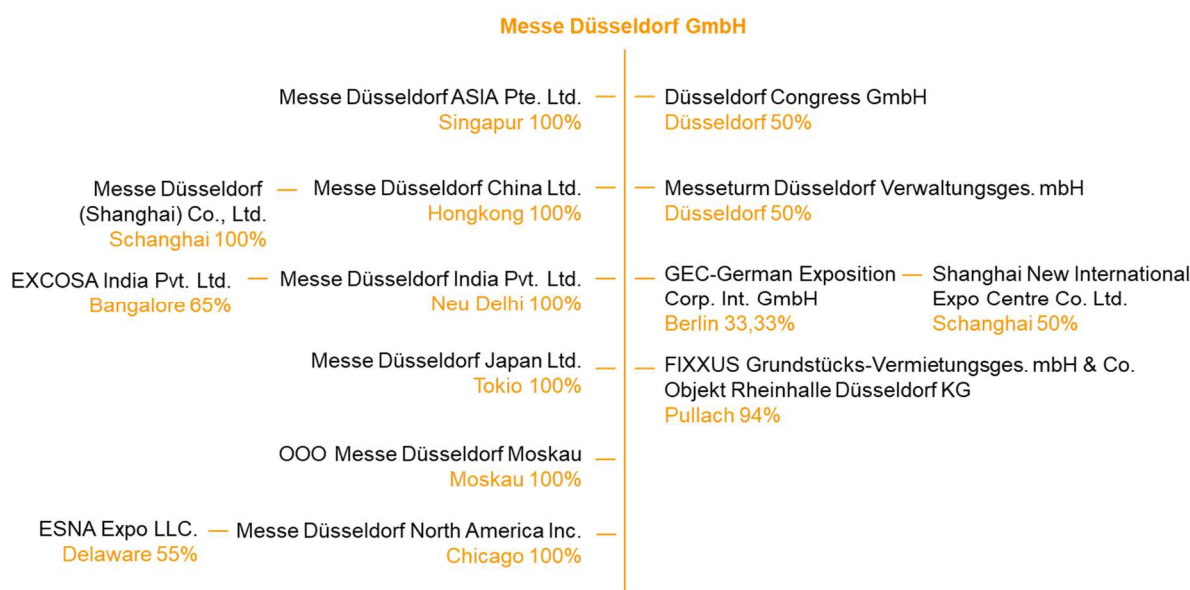 Messe Düsseldorf GmbH
Messe Düsseldorf ASIA Pte. Ltd.
Singapur 100%
Düsseldorf Congress GmbH
Düsseldorf 50%
Messe Düsseldorf
(Shanghai) Co., Ltd.
Schanghai 100%
Messe Düsseldorf China Ltd.
Hongkong 100%
Messeturm Düsseldorf Verwaltungsges. mbH
Düsseldorf 50%
EXCOSA India Pvt. Ltd.
Bangalore 65%
Messe Düsseldorf India Pvt. Ltd.
Neu Delhi 100%
GEC-German Exposition
Corp. Int. GmbH
Berlin 33,33%
Shanghai New International
Expo Centre Co. Ltd.
Schanghai 50%
Messe Düsseldorf Japan Ltd.
Tokio 100%
FIXXUS Grundstücks-Vermietungsges. mbH & Co.
Objekt Rheinhalle Düsseldorf KG
Pullach 94%
OOO Messe Düsseldorf Moskau
Moskau 100%
ESNA Expo LLC.
Delaware 55%
Messe Düsseldorf North America Inc.
Chicago 100%